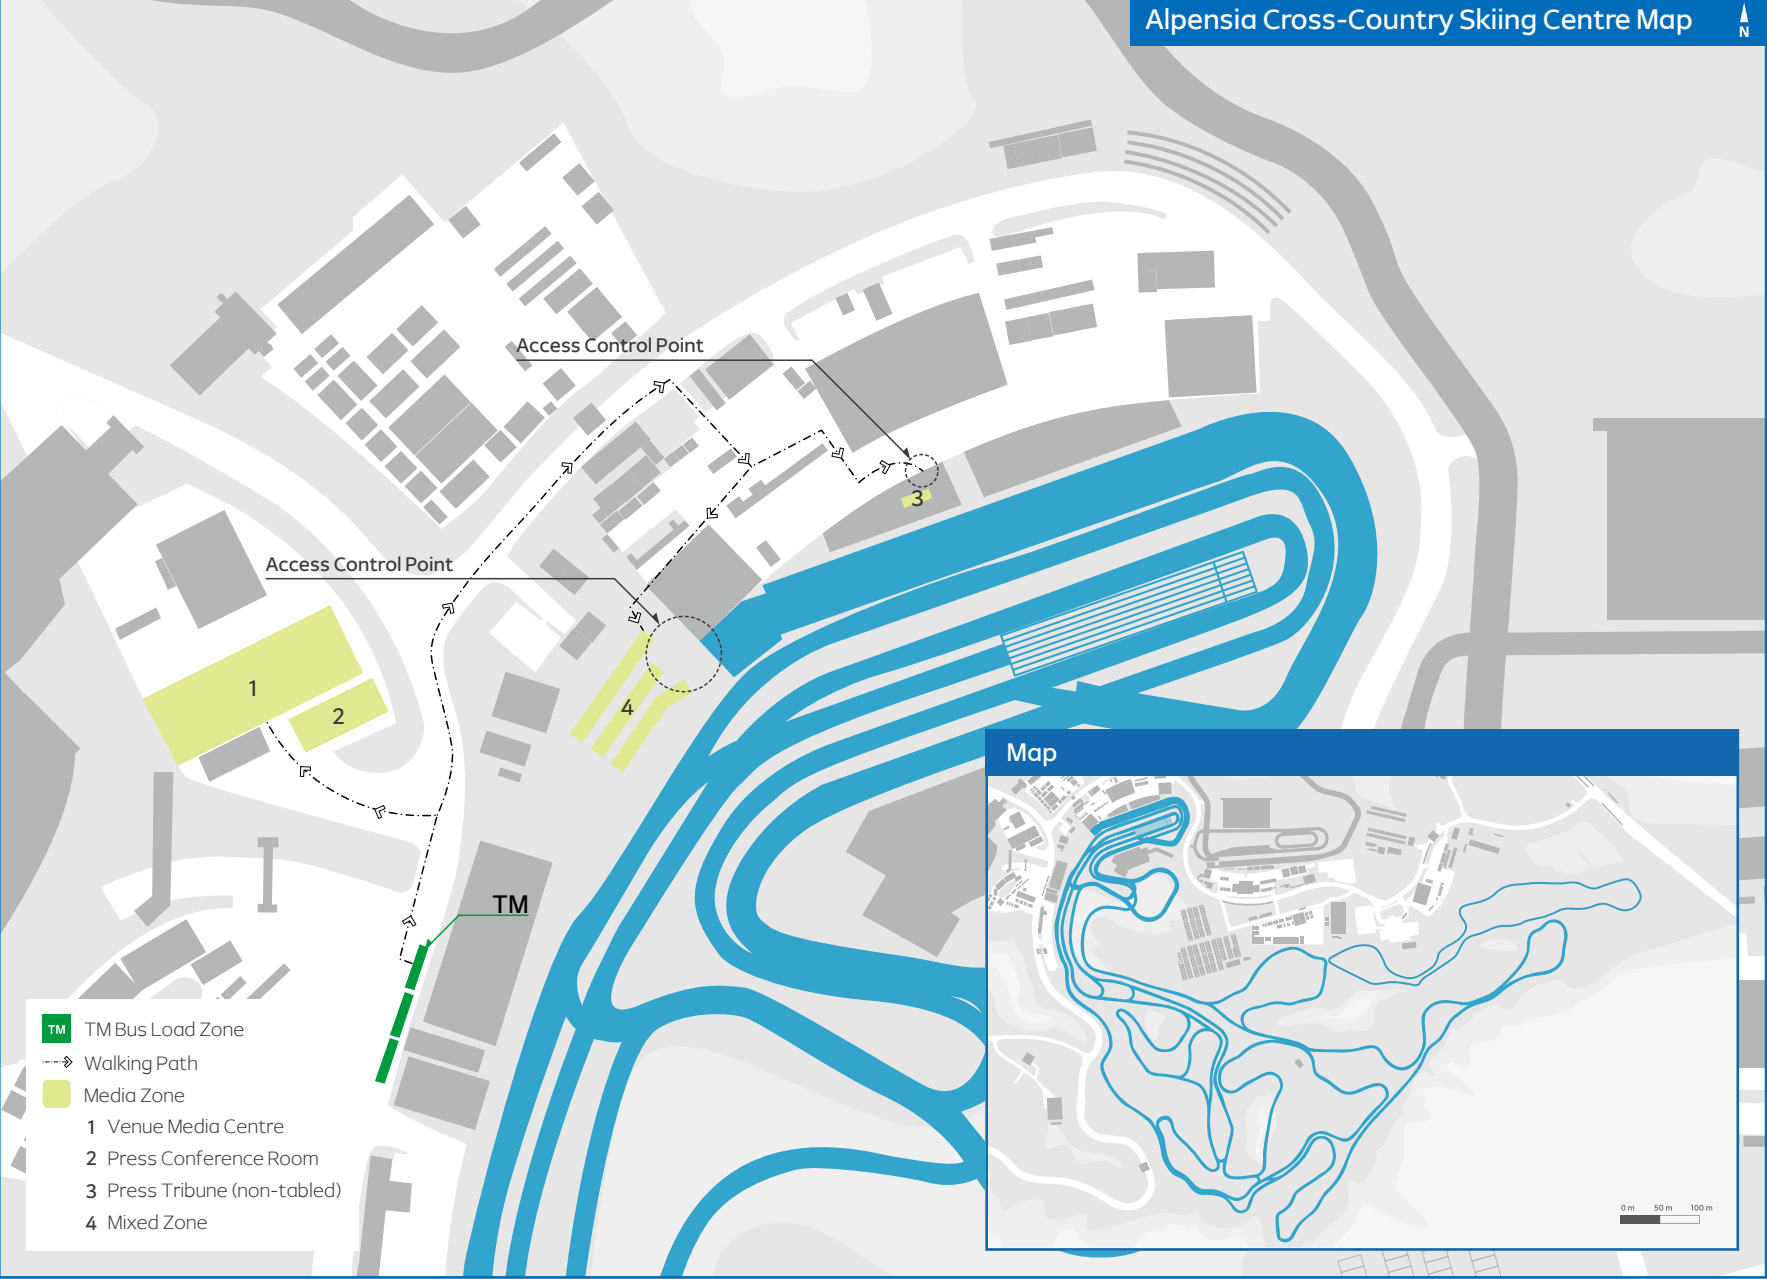 Alpensia Cross-Country Skiing Centre Map
N
Access Control Point
3
Access Control Point
1
2
4
TM
Map
0 m 50 m 100 m
TM TM Bus Load Zone
Walking Path
Media Zone
1 Venue Media Centre
2 Press Conference Room
3 Press Tribune (non-tabled)
4 Mixed Zone